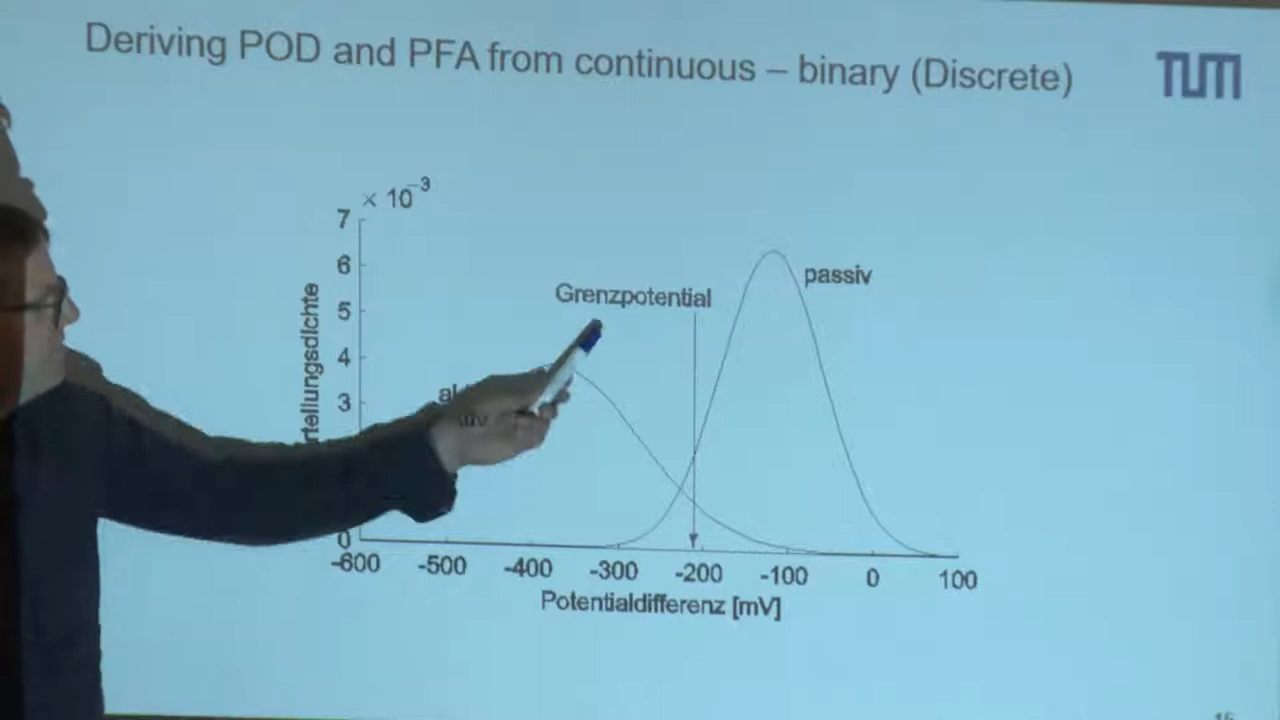 Deriving POD and PFA from continuous – binary (Discrete)
TUM
× 10⁻³
7
6
5
4
3
0
passiv
Grenzpotential
-600 -500 -400 -300 -200 -100 0 100
Potentialdifferenz [mV]